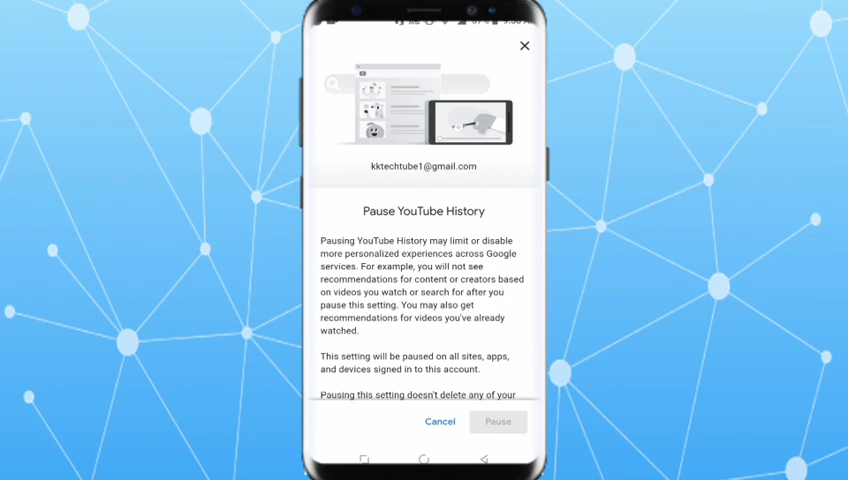 kktechtube1@gmail.com
Pause YouTube History
Pausing YouTube History may limit or disable
more personalized experiences across Google
services. For example, you will not see
recommendations for content or creators based
on videos you watch or search for after you
pause this setting. You may also get
recommendations for videos you've already
watched.
This setting will be paused on all sites, apps,
and devices signed in to this account.
Pausing this setting doesn't delete any of your
Cancel Pause